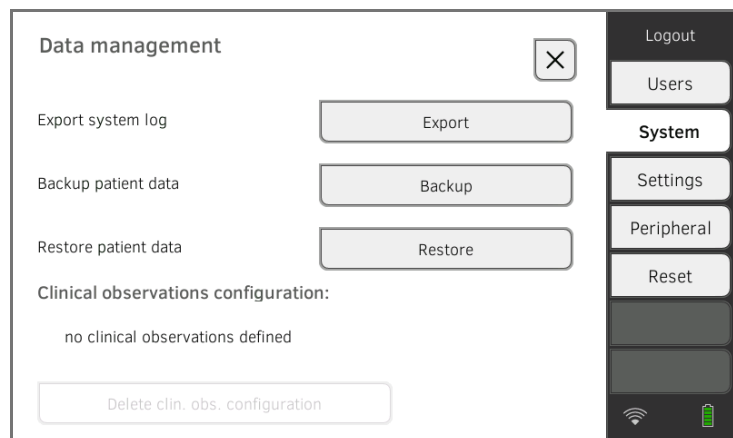 Data management
Export system log
Export
Backup patient data
Backup
Restore patient data
Restore
Clinical observations configuration:
no clinical observations defined
Delete clin. obs. configuration
Logout
Users
System
Settings
Peripheral
Reset